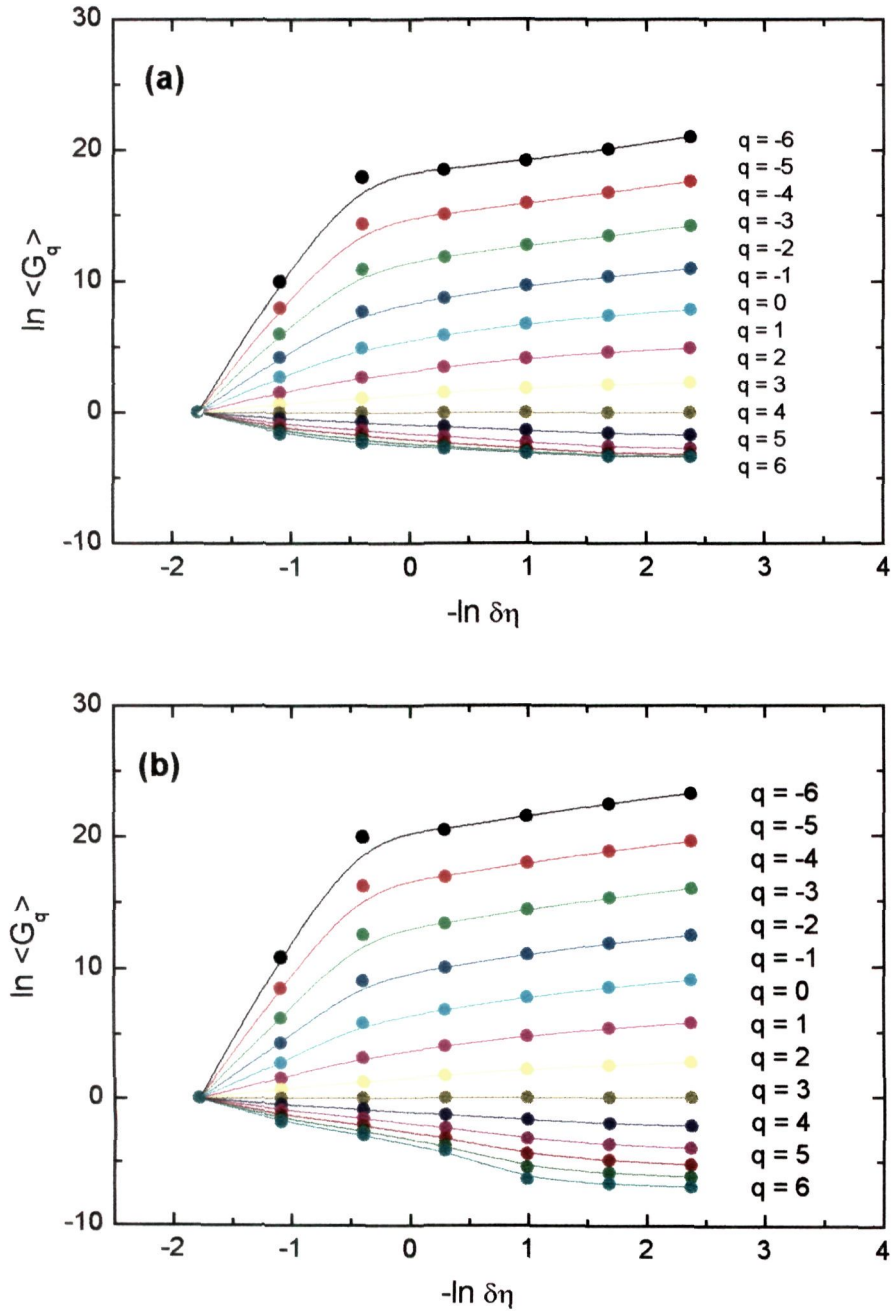 30
(a)
20
10
0
-10
ln <G_q>
q = -6
q = -5
q = -4
q = -3
q = -2
q = -1
q = 0
q = 1
q = 2
q = 3
q = 4
q = 5
q = 6
-2 -1 0 1 2 3 4
-ln δη
30
(b)
20
10
0
-10
ln <G_q>
q = -6
q = -5
q = -4
q = -3
q = -2
q = -1
q = 0
q = 1
q = 2
q = 3
q = 4
q = 5
q = 6
-2 -1 0 1 2 3 4
-ln δη